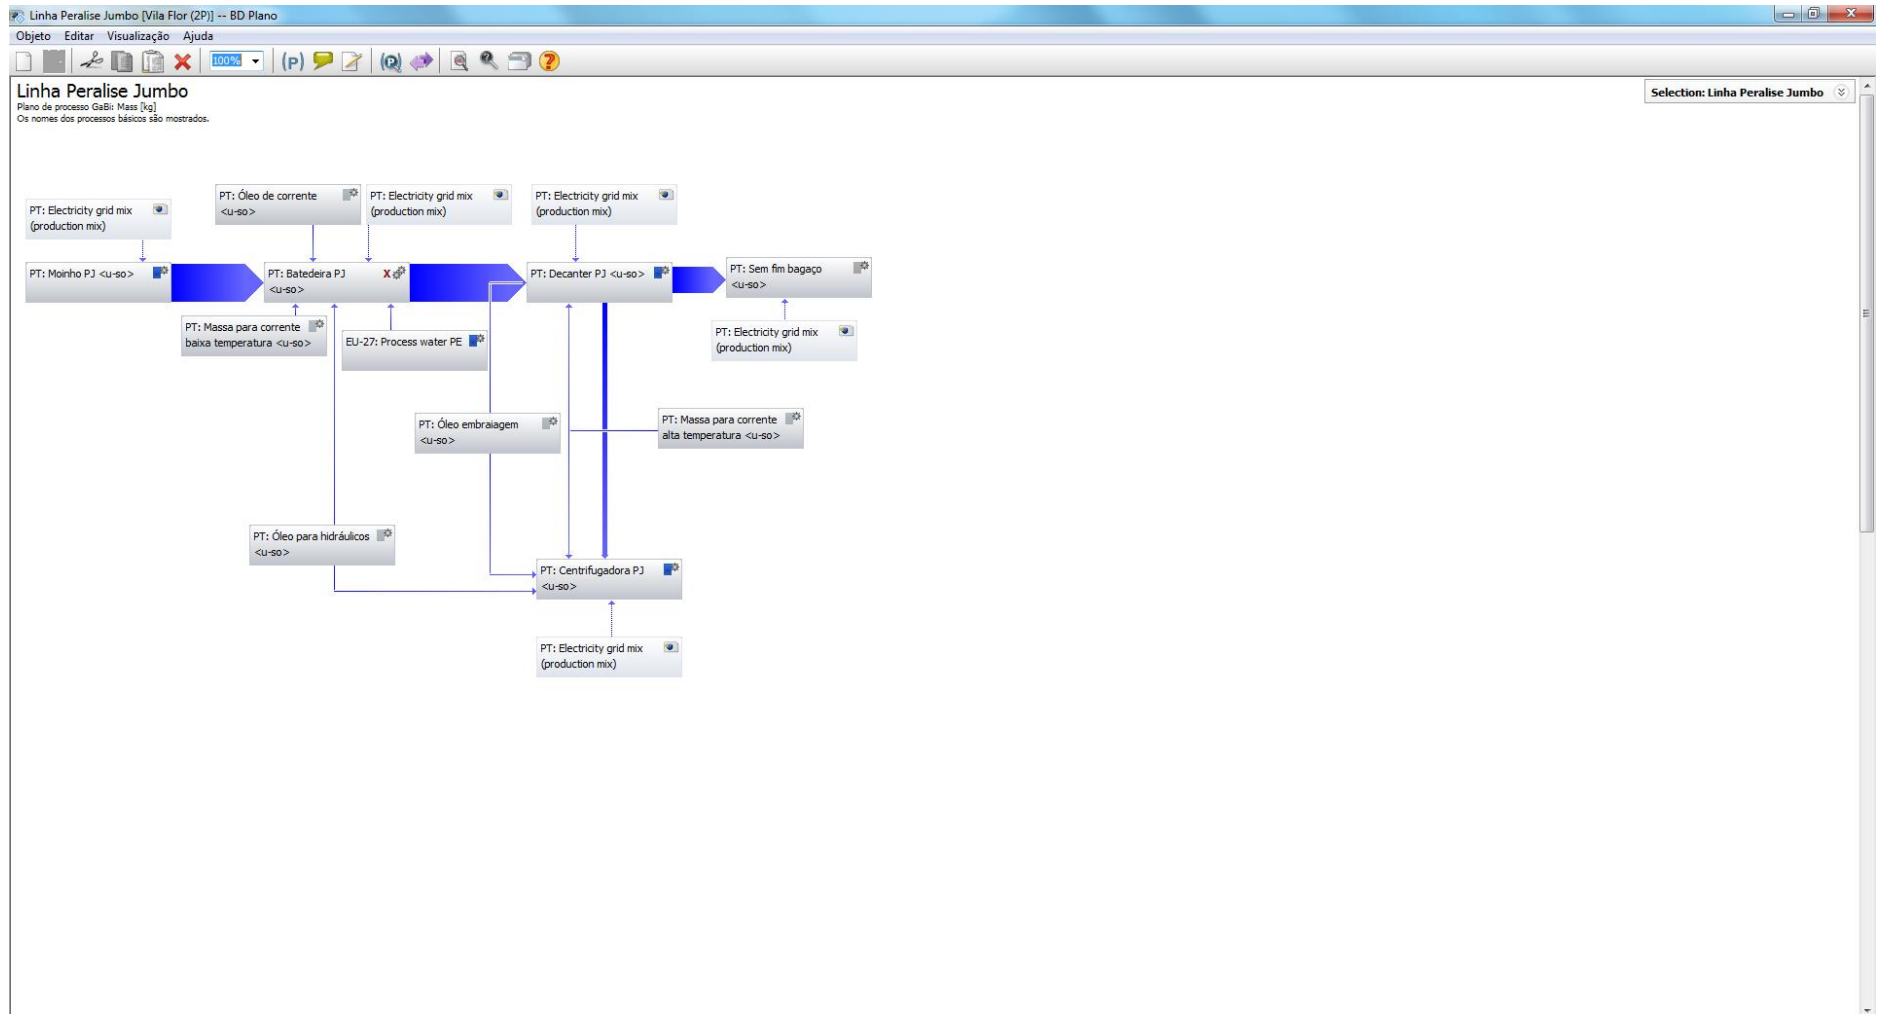 Linha Peralise Jumbo [Vila Flor (2P)] -- BD Plano
Objeto Editar Visualização Ajuda
100% (P)
Linha Peralise Jumbo
Plano de processo GaBi: Mass [kg]
Os nomes dos processos básicos são mostrados.
Selection: Linha Peralise Jumbo
PT: Electricity grid mix
(production mix)
PT: Óleo de corrente
<u-so>
PT: Electricity grid mix
(production mix)
PT: Electricity grid mix
(production mix)
PT: Moinho PJ <u-so>
PT: Batedeira PJ X
<u-so>
PT: Decanter PJ <u-so>
PT: Sem fim bagaço
<u-so>
PT: Massa para corrente
baixa temperatura <u-so>
EU-27: Process water PE
PT: Electricity grid mix
(production mix)
PT: Óleo embraiagem
<u-so>
PT: Massa para corrente
alta temperatura <u-so>
PT: Óleo para hidráulicos
<u-so>
PT: Centrifugadora PJ
<u-so>
PT: Electricity grid mix
(production mix)